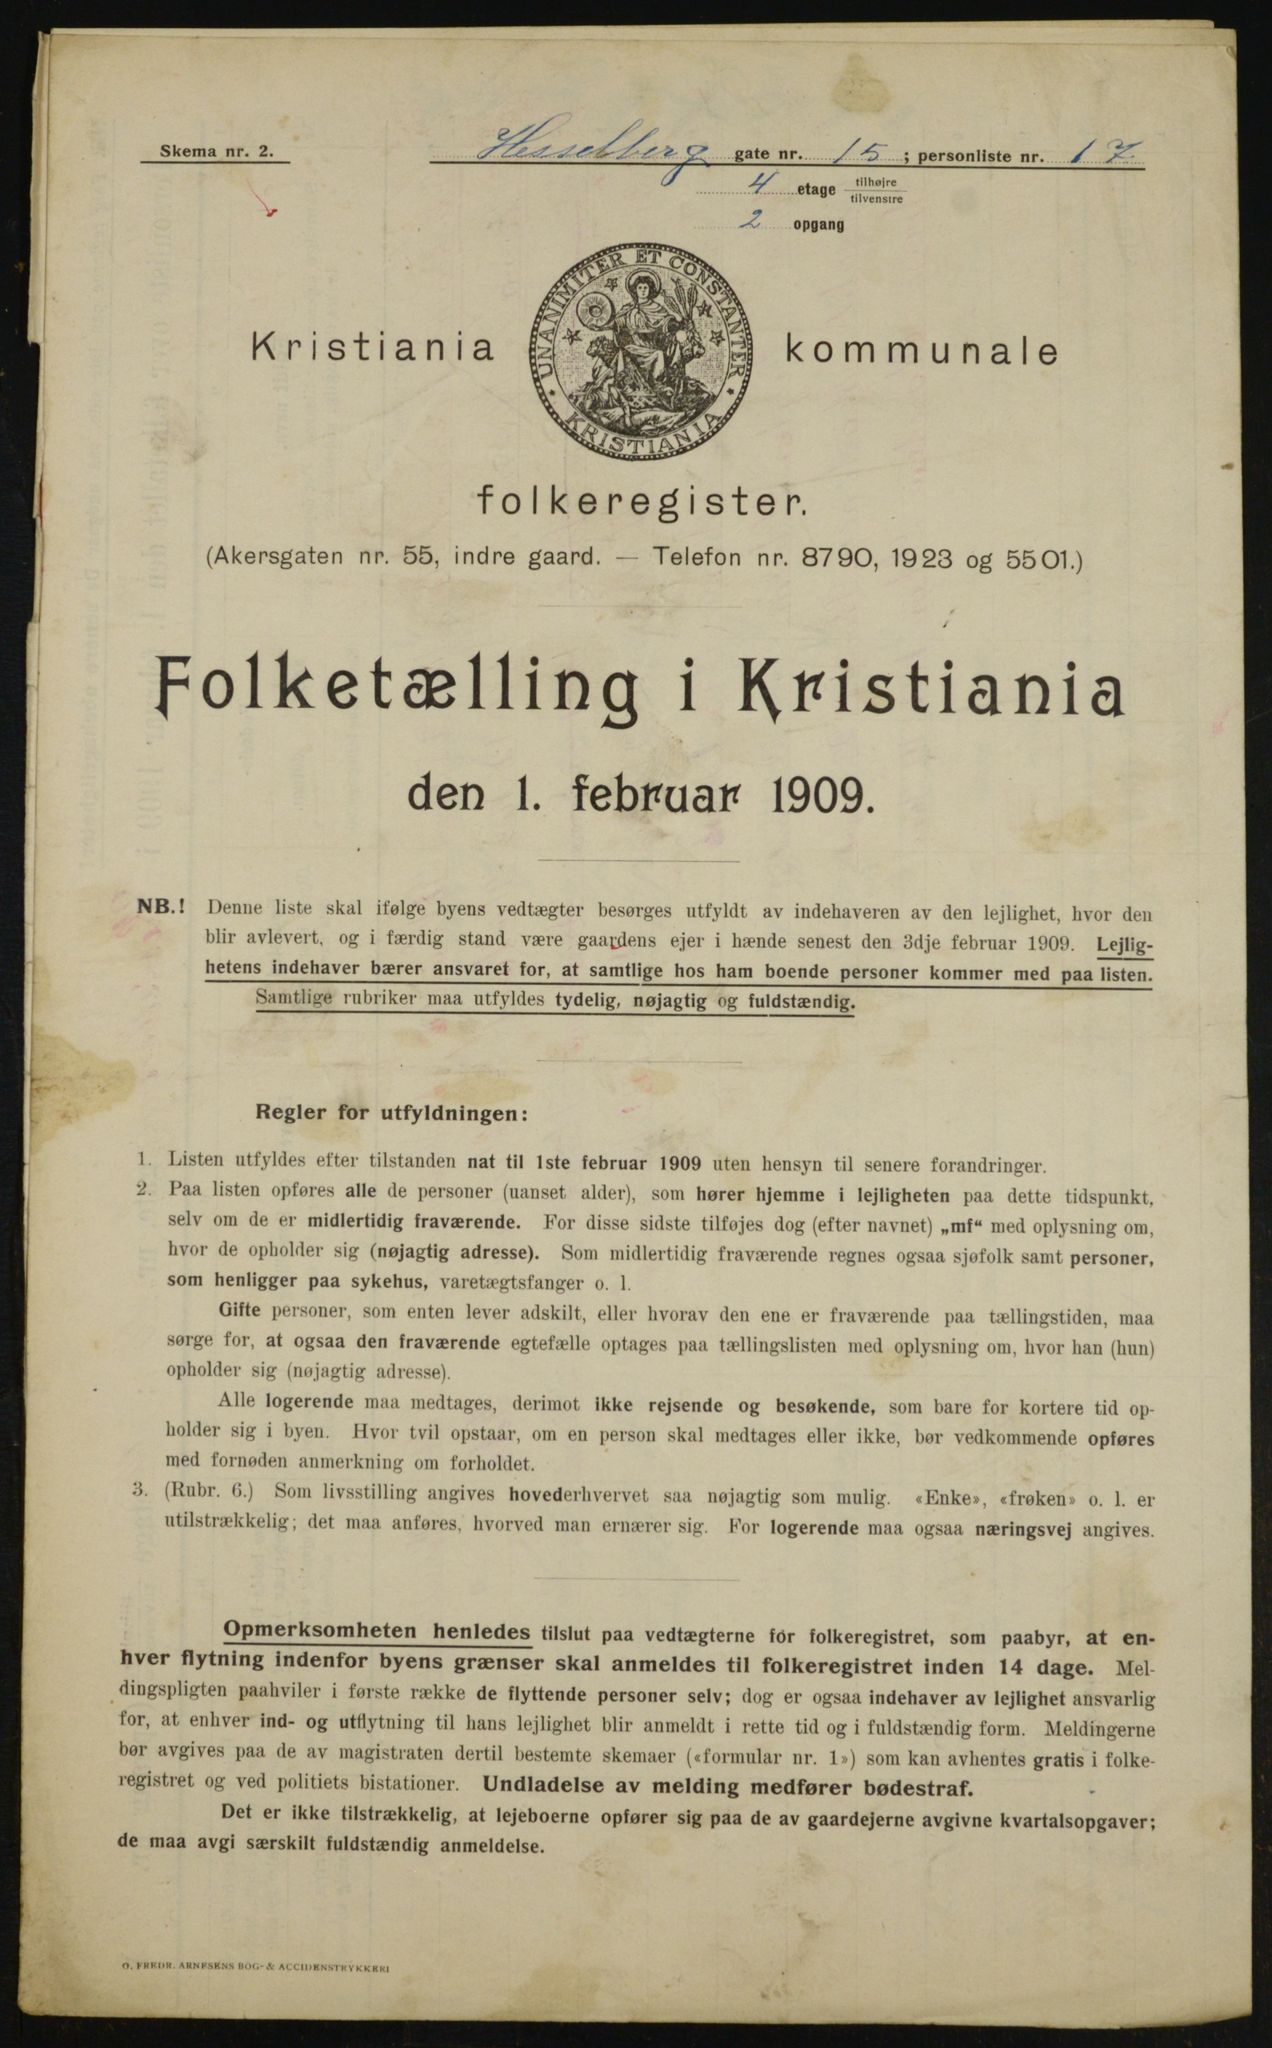 Skema nr. 2.
Hesselberg gate nr. 15; personliste nr. 17.
4 etage tilhøjre
tilvenstre
2 opgang
UNANIMITER ET CONSTANTER
KRISTIANIA
Kristiania kommunale
folkeregister.
(Akersgaten nr. 55, indre gaard. — Telefon nr. 8790, 1923 og 5501.)
Folketælling i Kristiania
den 1. februar 1909.
NB.! Denne liste skal ifølge byens vedtægter besørges utfyldt av indehaveren av den lejlighet, hvor den
blir avlevert, og i færdig stand være gaardens ejer i hænde senest den 3dje februar 1909. Lejlig-
hetens indehaver bærer ansvaret for, at samtlige hos ham boende personer kommer med paa listen.
Samtlige rubriker maa utfyldes tydelig, nøjagtig og fuldstændig.
Regler for utfyldningen:
1. Listen utfyldes efter tilstanden nat til 1ste februar 1909 uten hensyn til senere forandringer.
2. Paa listen opføres alle de personer (uanset alder), som hører hjemme i lejligheten paa dette tidspunkt,
selv om de er midlertidig fraværende. For disse sidste tilføjes dog (efter navnet) „mf“ med oplysning om,
hvor de opholder sig (nøjagtig adresse). Som midlertidig fraværende regnes ogsaa sjøfolk samt personer,
som henligger paa sykehus, varetægtsfanger o. l.
Gifte personer, som enten lever adskilt, eller hvorav den ene er fraværende paa tællingstiden, maa
sørge for, at ogsaa den fraværende egtefælle optages paa tællingslisten med oplysning om, hvor han (hun)
opholder sig (nøjagtig adresse).
Alle logerende maa medtages, derimot ikke rejsende og besøkende, som bare for kortere tid op-
holder sig i byen. Hvor tvil opstaar, om en person skal medtages eller ikke, bør vedkommende opføres
med fornøden anmerkning om forholdet.
3. (Rubr. 6.) Som livsstilling angives hovederhvervet saa nøjagtig som mulig. «Enke», «frøken» o. l. er
utilstrækkelig; det maa anføres, hvorved man ernærer sig. For logerende maa ogsaa næringsvej angives.
Opmerksomheten henledes tilslut paa vedtægterne for folkeregistret, som paabyr, at en-
hver flytning indenfor byens grænser skal anmeldes til folkeregistret inden 14 dage. Mel-
dingspligten paahviler i første række de flyttende personer selv; dog er ogsaa indehaver av lejlighet ansvarlig
for, at enhver ind- og utflytning til hans lejlighet blir anmeldt i rette tid og i fuldstændig form. Meldingerne
bør avgives paa de av magistraten dertil bestemte skemaer («formular nr. 1») som kan avhentes gratis i folke-
registret og ved politiets bistationer. Undladelse av melding medfører bødestraf.
Det er ikke tilstrækkelig, at lejeboerne opfører sig paa de av gaardejerne avgivne kvartalsopgaver;
de maa avgi særskilt fuldstændig anmeldelse.
O. FREDR. ARNESENS BOG- & ACCIDENSTRYKKERI